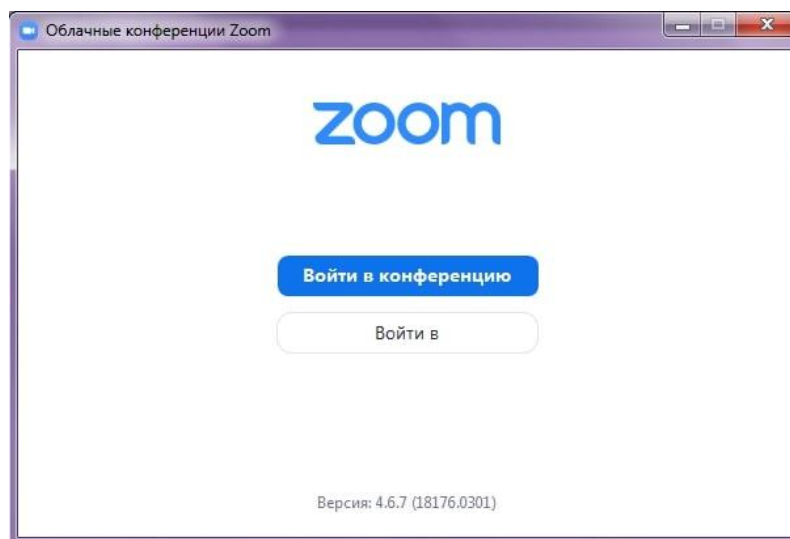 Облачные конференции Zoom
zoom
Войти в конференцию
Войти в
Версия: 4.6.7 (18176.0301)